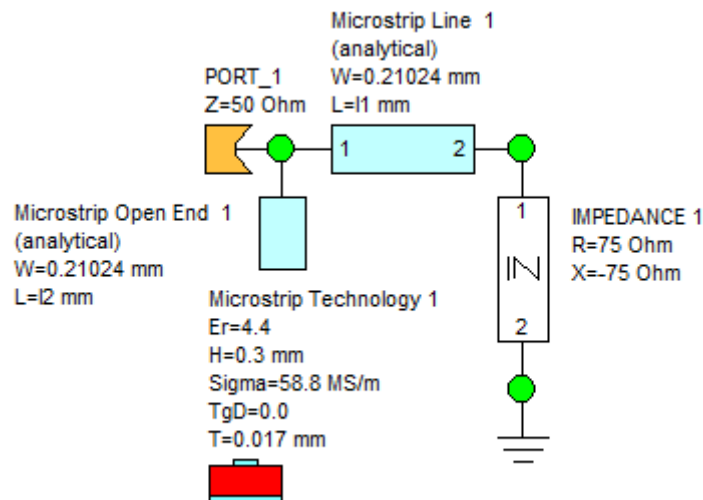 Microstrip Line 1
(analytical)
W=0.21024 mm
L=l1 mm
PORT_1
Z=50 Ohm
1
2
Microstrip Open End 1
(analytical)
W=0.21024 mm
L=l2 mm
1
2
IMPEDANCE 1
R=75 Ohm
X=-75 Ohm
Microstrip Technology 1
Er=4.4
H=0.3 mm
Sigma=58.8 MS/m
TgD=0.0
T=0.017 mm